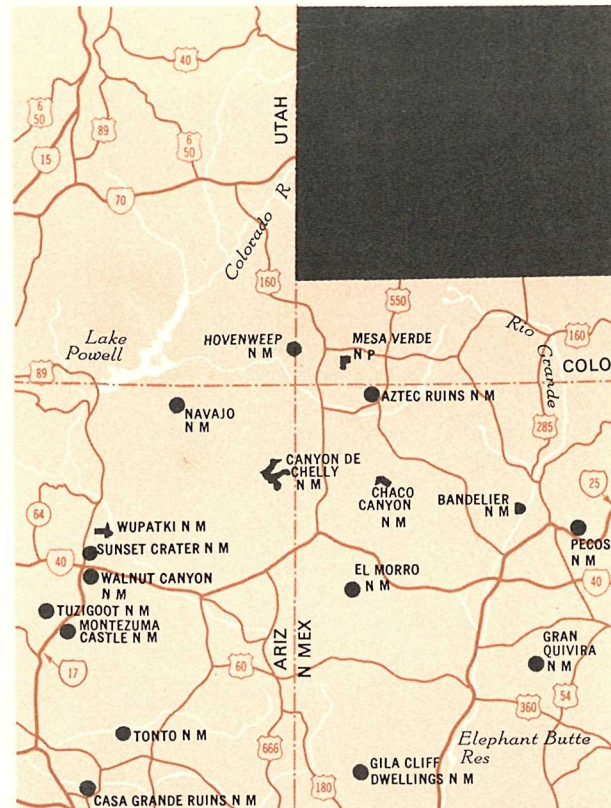 40
6
50
UTAH
89
6
50
15
70
Colorado R
160
550
Rio Grande
160
Lake
Powell
HOVENWEEP
N M
MESA VERDE
N P
89
COLO
AZTEC RUINS N M
NAVAJO
N M
285
CANYON DE
CHELLY
N M
CHACO
CANYON
N M
BANDELIER
N M
25
64
WUPATKI N M
PECOS
N M
SUNSET CRATER N M
40
WALNUT CANYON
N M
EL MORRO
N M
40
TUZIGOOT N M
MONTEZUMA
CASTLE N M
ARIZ
N MEX
GRAN
QUIVIRA
N M
17
60
54
360
TONTO N M
666
Elephant Butte
Res
180
GILA CLIFF
DWELLINGS N M
CASA GRANDE RUINS N M